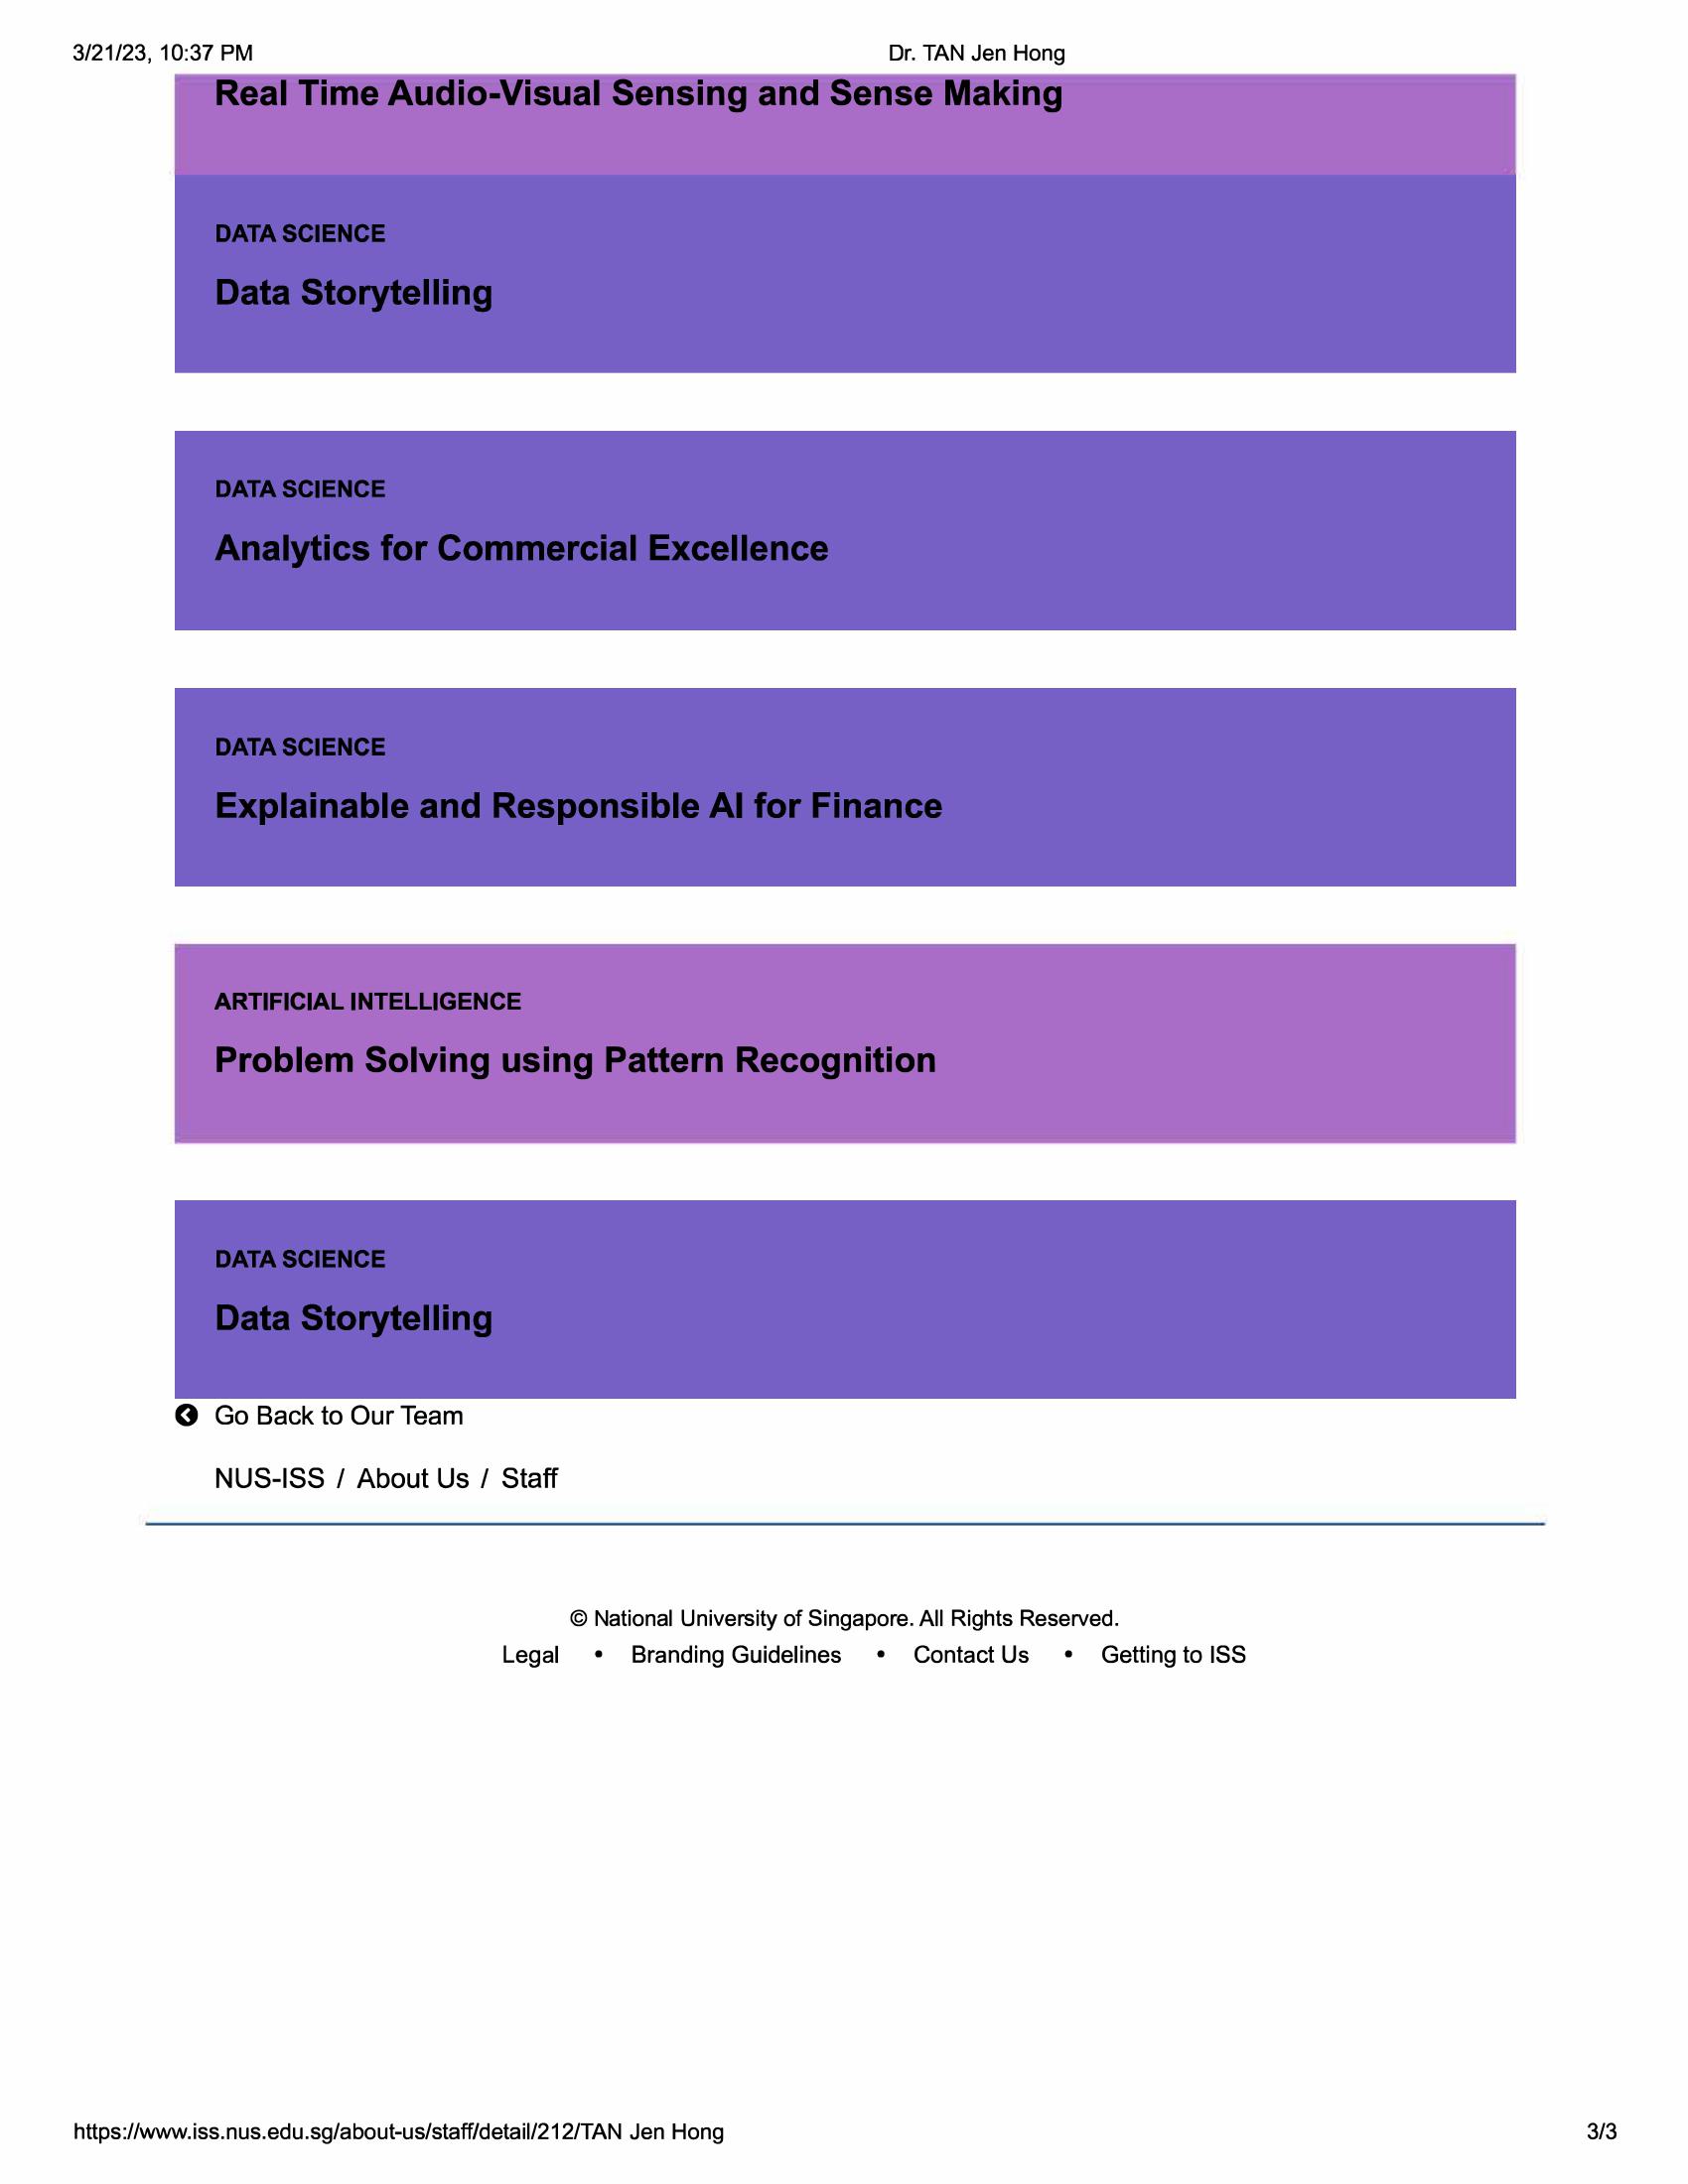 3/21/23, 10:37 PM Dr. TAN Jen Hong
Real Time Audio-Visual Sensing and Sense Making
DATA SCIENCE
Data Storytelling
DATA SCIENCE
Analytics for Commercial Excellence
DATA SCIENCE
Explainable and Responsible AI for Finance
ARTIFICIAL INTELLIGENCE
Problem Solving using Pattern Recognition
DATA SCIENCE
Data Storytelling
Go Back to Our Team
NUS-ISS / About Us / Staff
© National University of Singapore. All Rights Reserved.
Legal • Branding Guidelines • Contact Us • Getting to ISS
https://www.iss.nus.edu.sg/about-us/staff/detail/212/TAN Jen Hong 3/3